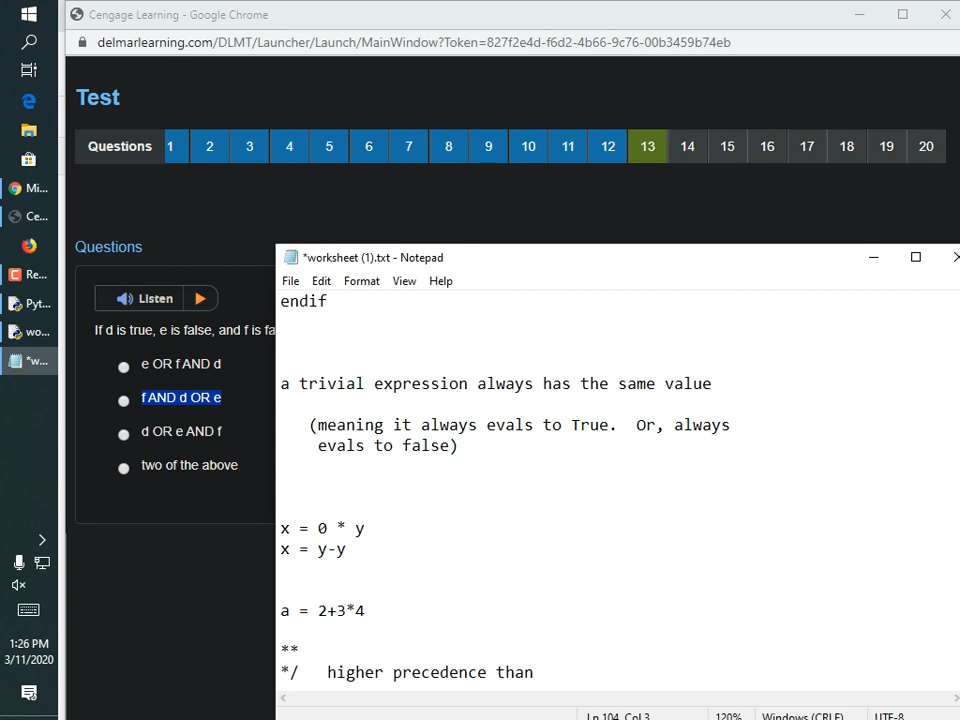 Cengage Learning - Google Chrome
delmarlearning.com/DLMT/Launcher/Launch/MainWindow?Token=827f2e4d-f6d2-4b66-9c76-00b3459b74eb
Test
Questions 1 2 3 4 5 6 7 8 9 10 11 12 13 14 15 16 17 18 19 20
Questions
Listen
If d is true, e is false, and f is fa
e OR f AND d
f AND d OR e
d OR e AND f
two of the above
*worksheet (1).txt - Notepad
File Edit Format View Help
endif
a trivial expression always has the same value
(meaning it always evals to True. Or, always
evals to false)
x = 0 * y
x = y-y
a = 2+3*4
**
*/ higher precedence than
Ln 104, Col 3 120% Windows (CRLF) UTF-8
Mi...
Ce...
Re...
Pyt...
wo...
*w...
1:26 PM
3/11/2020